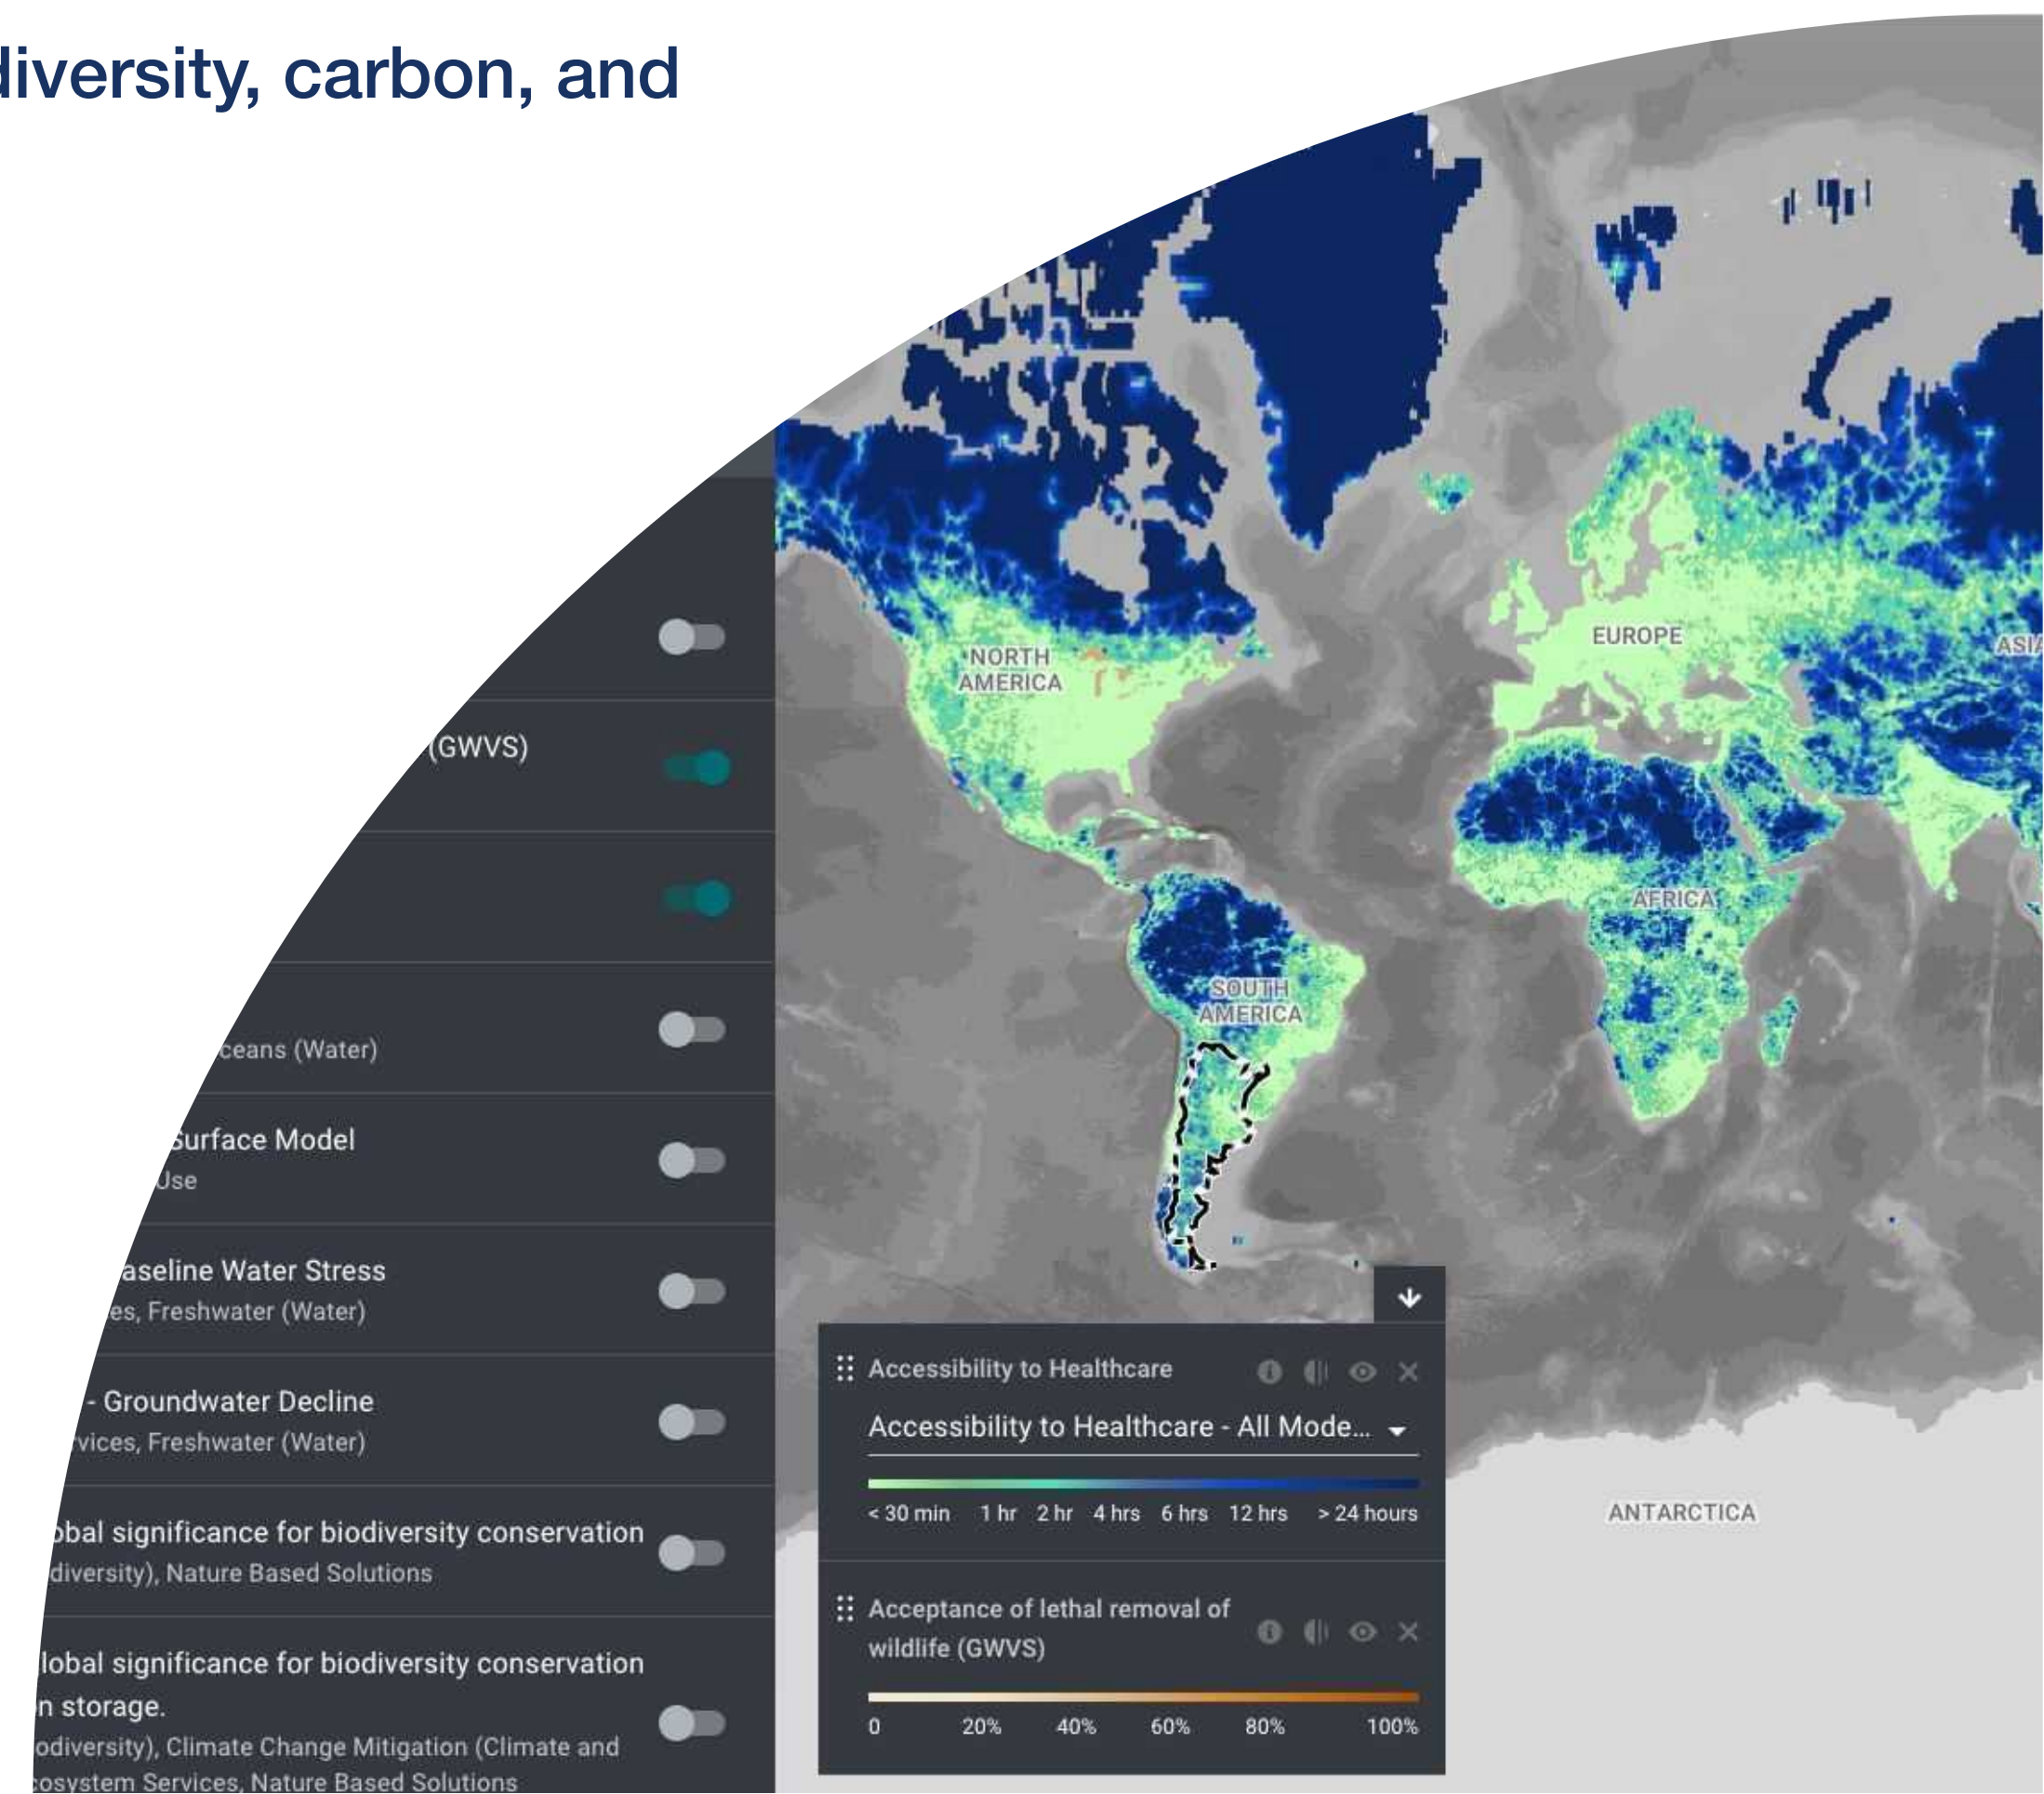 diversity, carbon, and
(GWVS)
ceans (Water)
Surface Model
Use
aseline Water Stress
es, Freshwater (Water)
- Groundwater Decline
rvices, Freshwater (Water)
obal significance for biodiversity conservation
diversity), Nature Based Solutions
lobal significance for biodiversity conservation
n storage.
odiversity), Climate Change Mitigation (Climate and
cosystem Services, Nature Based Solutions
NORTH
AMERICA
EUROPE
ASIA
AFRICA
SOUTH
AMERICA
ANTARCTICA
Accessibility to Healthcare
Accessibility to Healthcare - All Mode...
< 30 min 1 hr 2 hr 4 hrs 6 hrs 12 hrs > 24 hours
Acceptance of lethal removal of
wildlife (GWVS)
0 20% 40% 60% 80% 100%